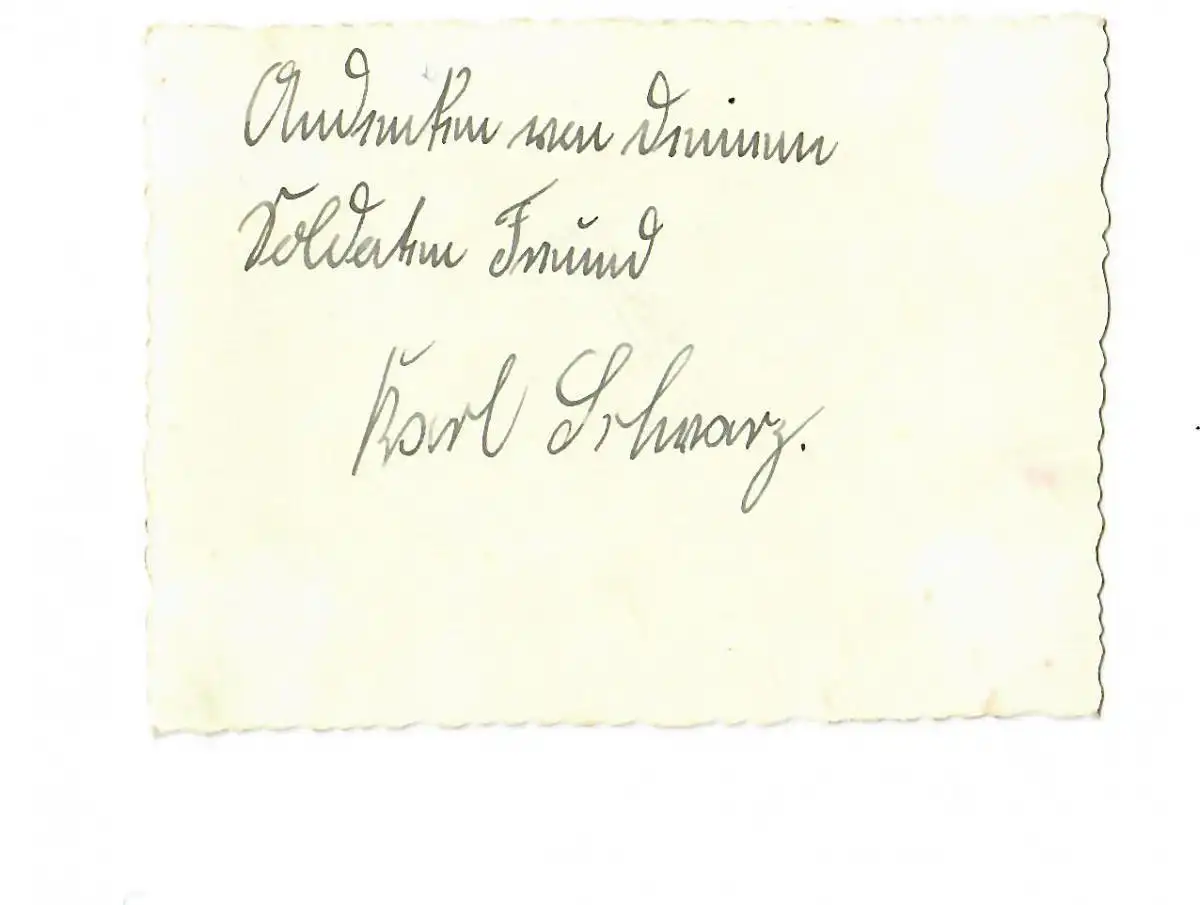 Andenken von deinem
Soldaten Freund
Karl Schwarz.